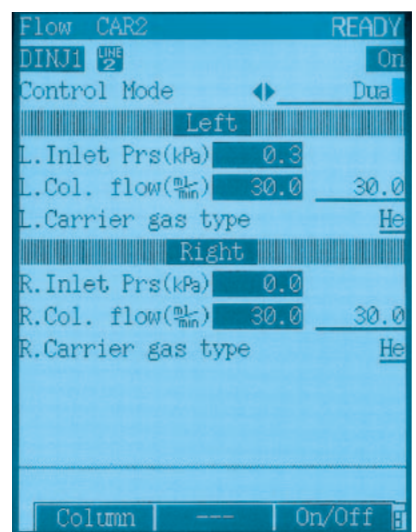 Flow CAR2 READY
DINJ1 LINE 2 On
Control Mode ◂▸ Dua
Left
L.Inlet Prs(kPa) 0.3
L.Col. flow(mL/min) 30.0 30.0
L.Carrier gas type He
Right
R.Inlet Prs(kPa) 0.0
R.Col. flow(mL/min) 30.0 30.0
R.Carrier gas type He
Column --- On/Off